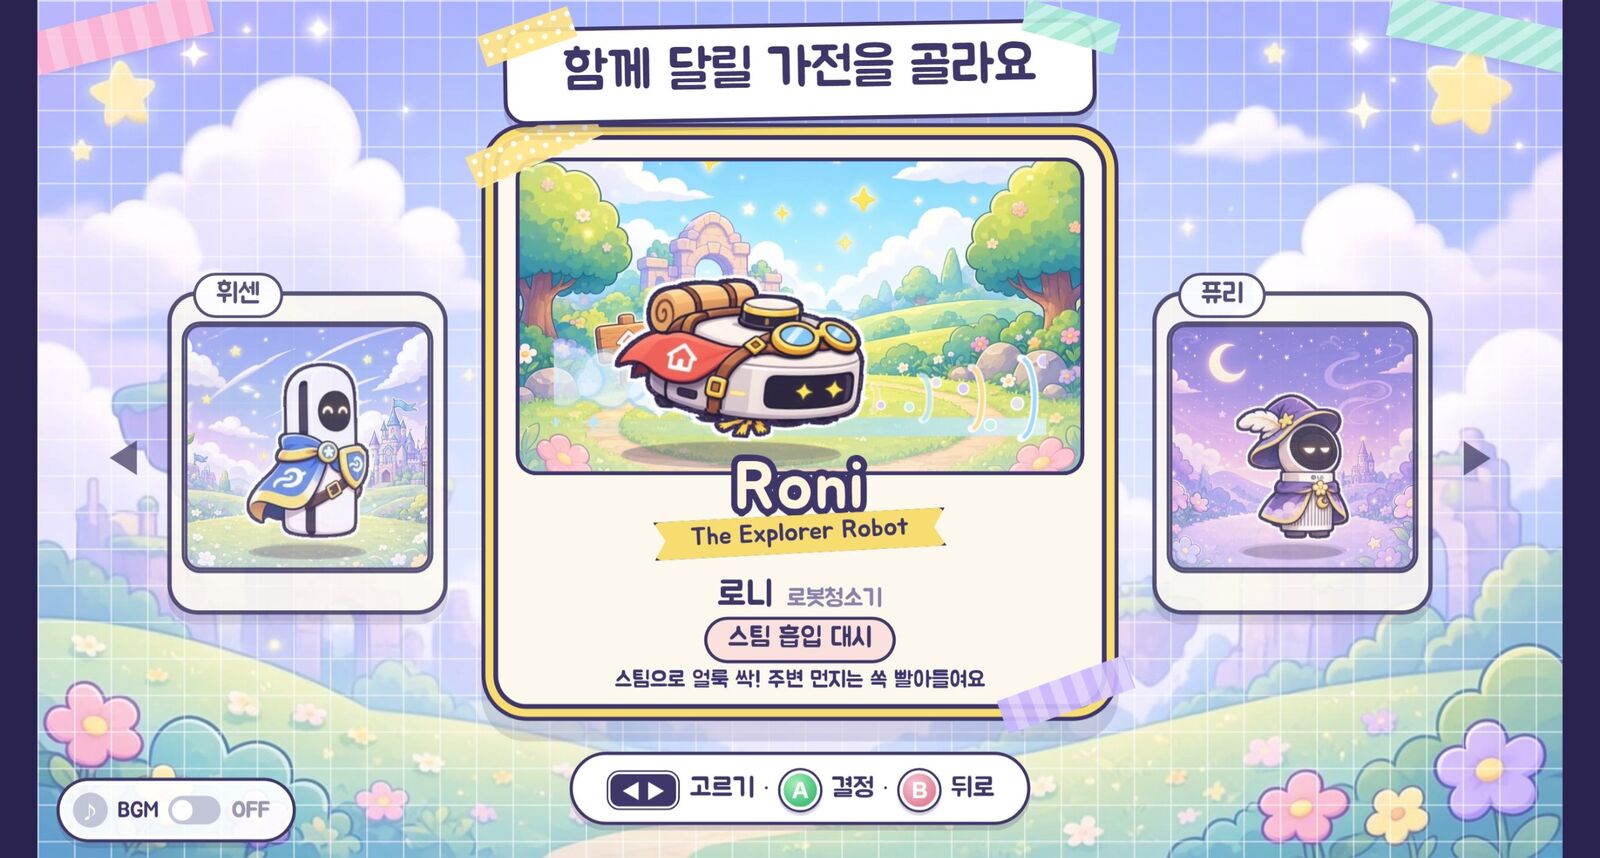 함께 달릴 가전을 골라요
휘센
퓨리
Roni
The Explorer Robot
로니 로봇청소기
스팀 흡입 대시
스팀으로 얼룩 싹! 주변 먼지는 쏙 빨아들여요
고르기 · A 결정 · B 뒤로
BGM OFF